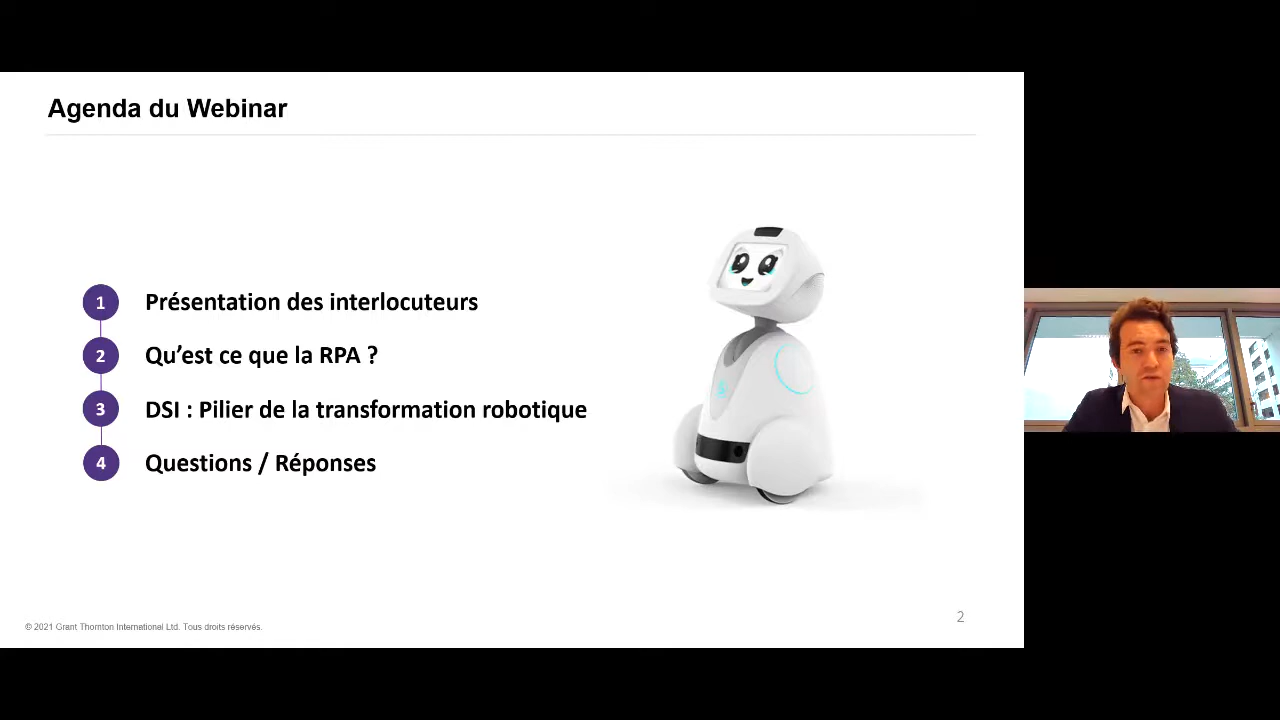 Agenda du Webinar
1 Présentation des interlocuteurs
2 Qu’est ce que la RPA ?
3 DSI : Pilier de la transformation robotique
4 Questions / Réponses
© 2021 Grant Thornton International Ltd. Tous droits réservés.
2